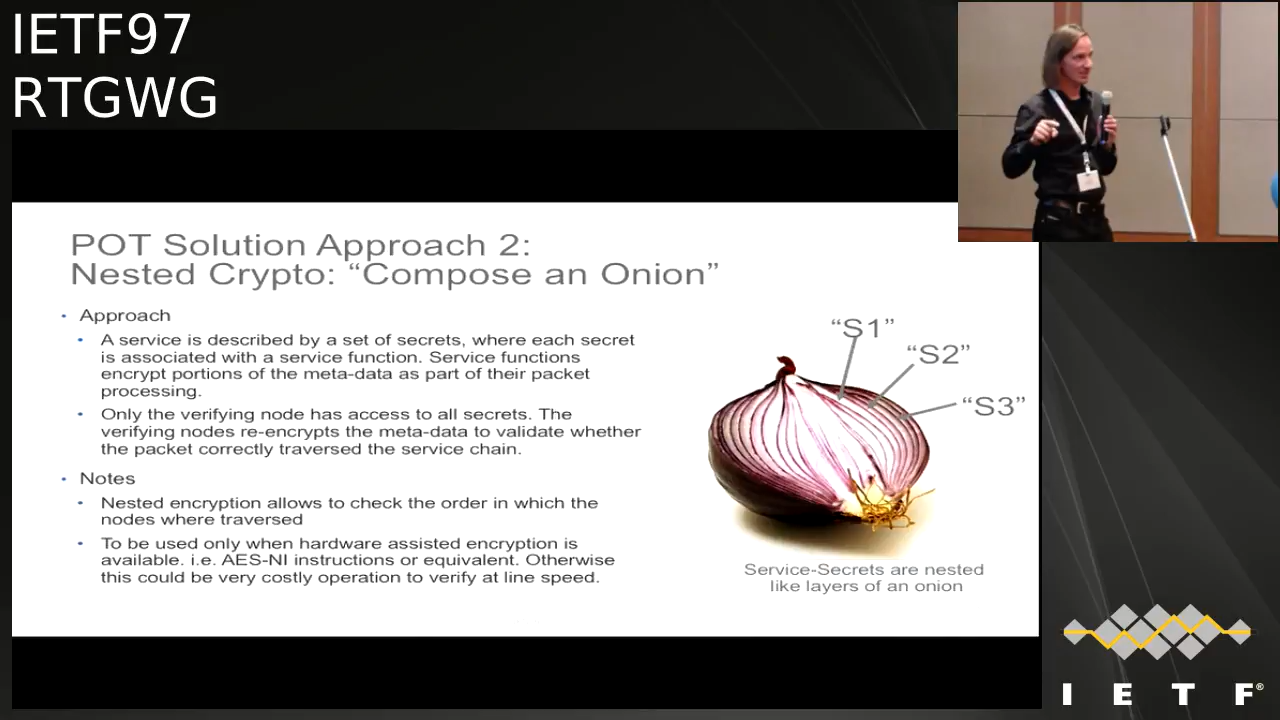 IETF97
RTGWG
POT Solution Approach 2:
Nested Crypto: “Compose an Onion”
• Approach
• A service is described by a set of secrets, where each secret
is associated with a service function. Service functions
encrypt portions of the meta-data as part of their packet
processing.
• Only the verifying node has access to all secrets. The
verifying nodes re-encrypts the meta-data to validate whether
the packet correctly traversed the service chain.
• Notes
• Nested encryption allows to check the order in which the
nodes where traversed
• To be used only when hardware assisted encryption is
available. i.e. AES-NI instructions or equivalent. Otherwise
this could be very costly operation to verify at line speed.
“S1”
“S2”
“S3”
Service-Secrets are nested
like layers of an onion
I E T F®